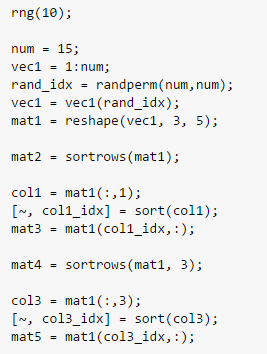 rng(10);
num = 15;
vec1 = 1:num;
rand_idx = randperm(num,num);
vec1 = vec1(rand_idx);
mat1 = reshape(vec1, 3, 5);
mat2 = sortrows(mat1);
col1 = mat1(:,1);
[~, col1_idx] = sort(col1);
mat3 = mat1(col1_idx,:);
mat4 = sortrows(mat1, 3);
col3 = mat1(:,3);
[~, col3_idx] = sort(col3);
mat5 = mat1(col3_idx,:);